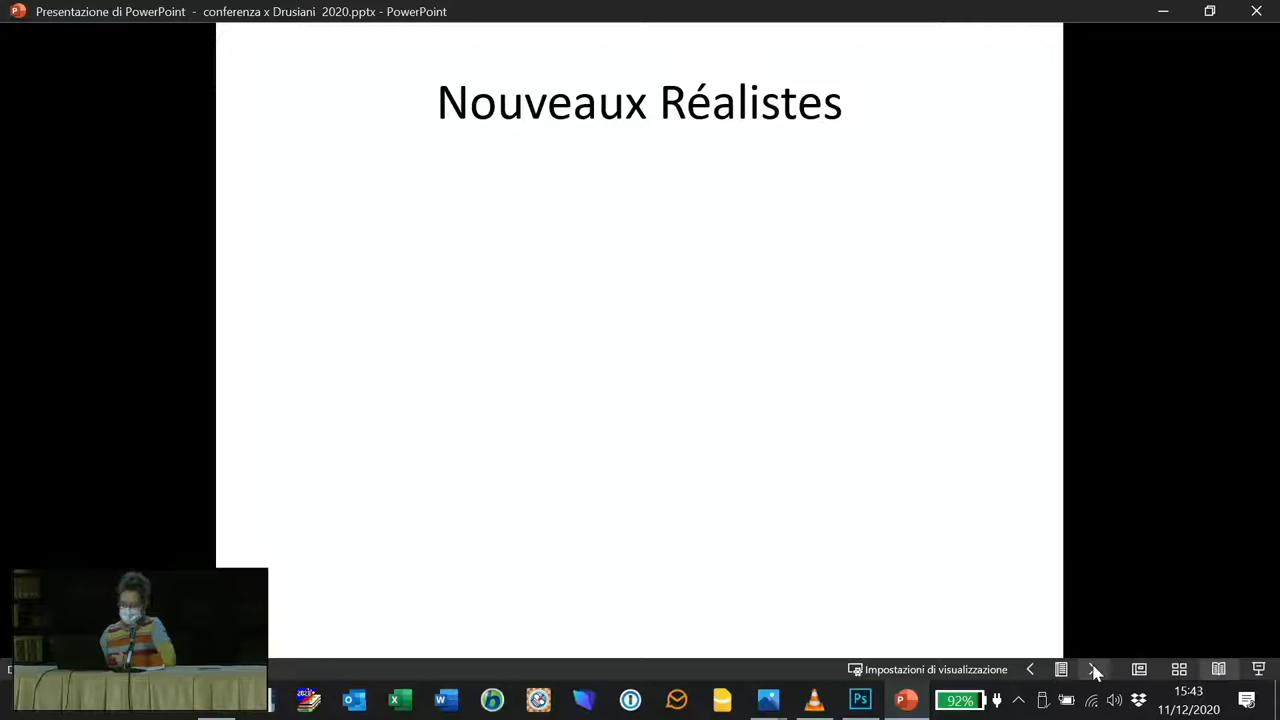 Presentazione di PowerPoint - conferenza x Drusiani 2020.pptx - PowerPoint
Nouveaux Réalistes
Impostazioni di visualizzazione
92%
15:43
11/12/2020
Ps